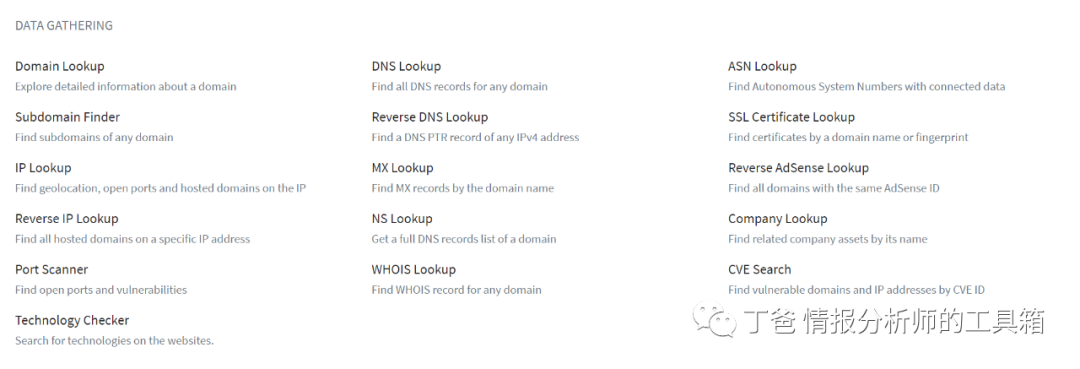 DATA GATHERING
Domain Lookup
Explore detailed information about a domain
Subdomain Finder
Find subdomains of any domain
IP Lookup
Find geolocation, open ports and hosted domains on the IP
Reverse IP Lookup
Find all hosted domains on a specific IP address
Port Scanner
Find open ports and vulnerabilities
Technology Checker
Search for technologies on the websites.
DNS Lookup
Find all DNS records for any domain
Reverse DNS Lookup
Find a DNS PTR record of any IPv4 address
MX Lookup
Find MX records by the domain name
NS Lookup
Get a full DNS records list of a domain
WHOIS Lookup
Find WHOIS record for any domain
ASN Lookup
Find Autonomous System Numbers with connected data
SSL Certificate Lookup
Find certificates by a domain name or fingerprint
Reverse AdSense Lookup
Find all domains with the same AdSense ID
Company Lookup
Find related company assets by its name
CVE Search
Find vulnerable domains and IP addresses by CVE ID
丁爸 情报分析师的工具箱